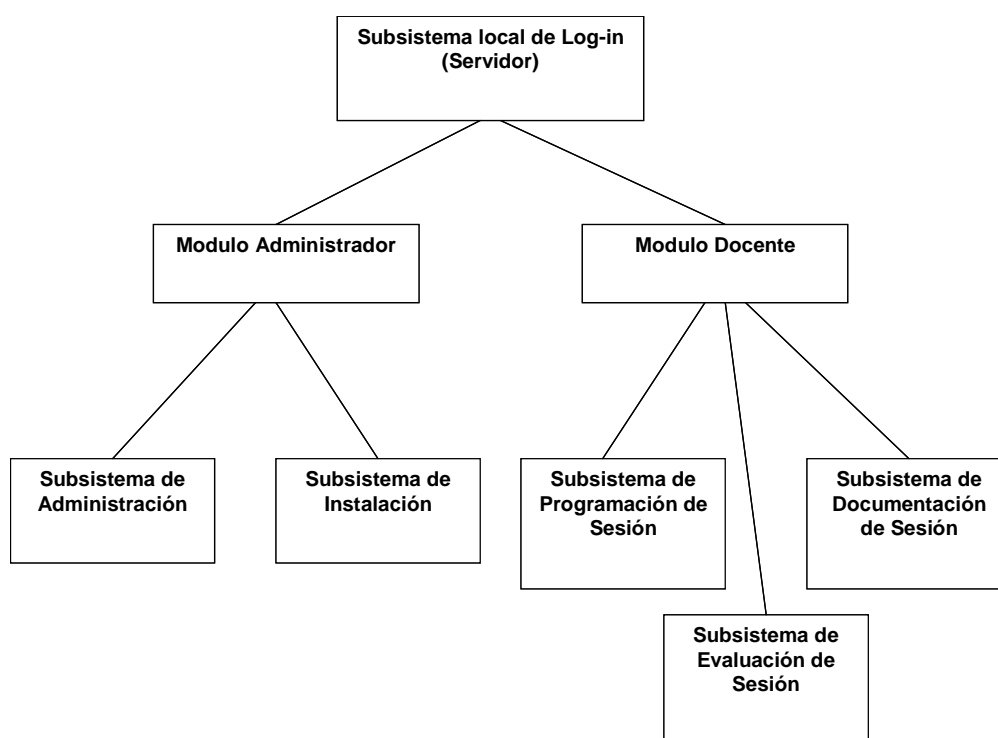 Subsistema local de Log-in
(Servidor)
Modulo Administrador
Modulo Docente
Subsistema de
Administración
Subsistema de
Instalación
Subsistema de
Programación de
Sesión
Subsistema de
Documentación
de Sesión
Subsistema de
Evaluación de
Sesión